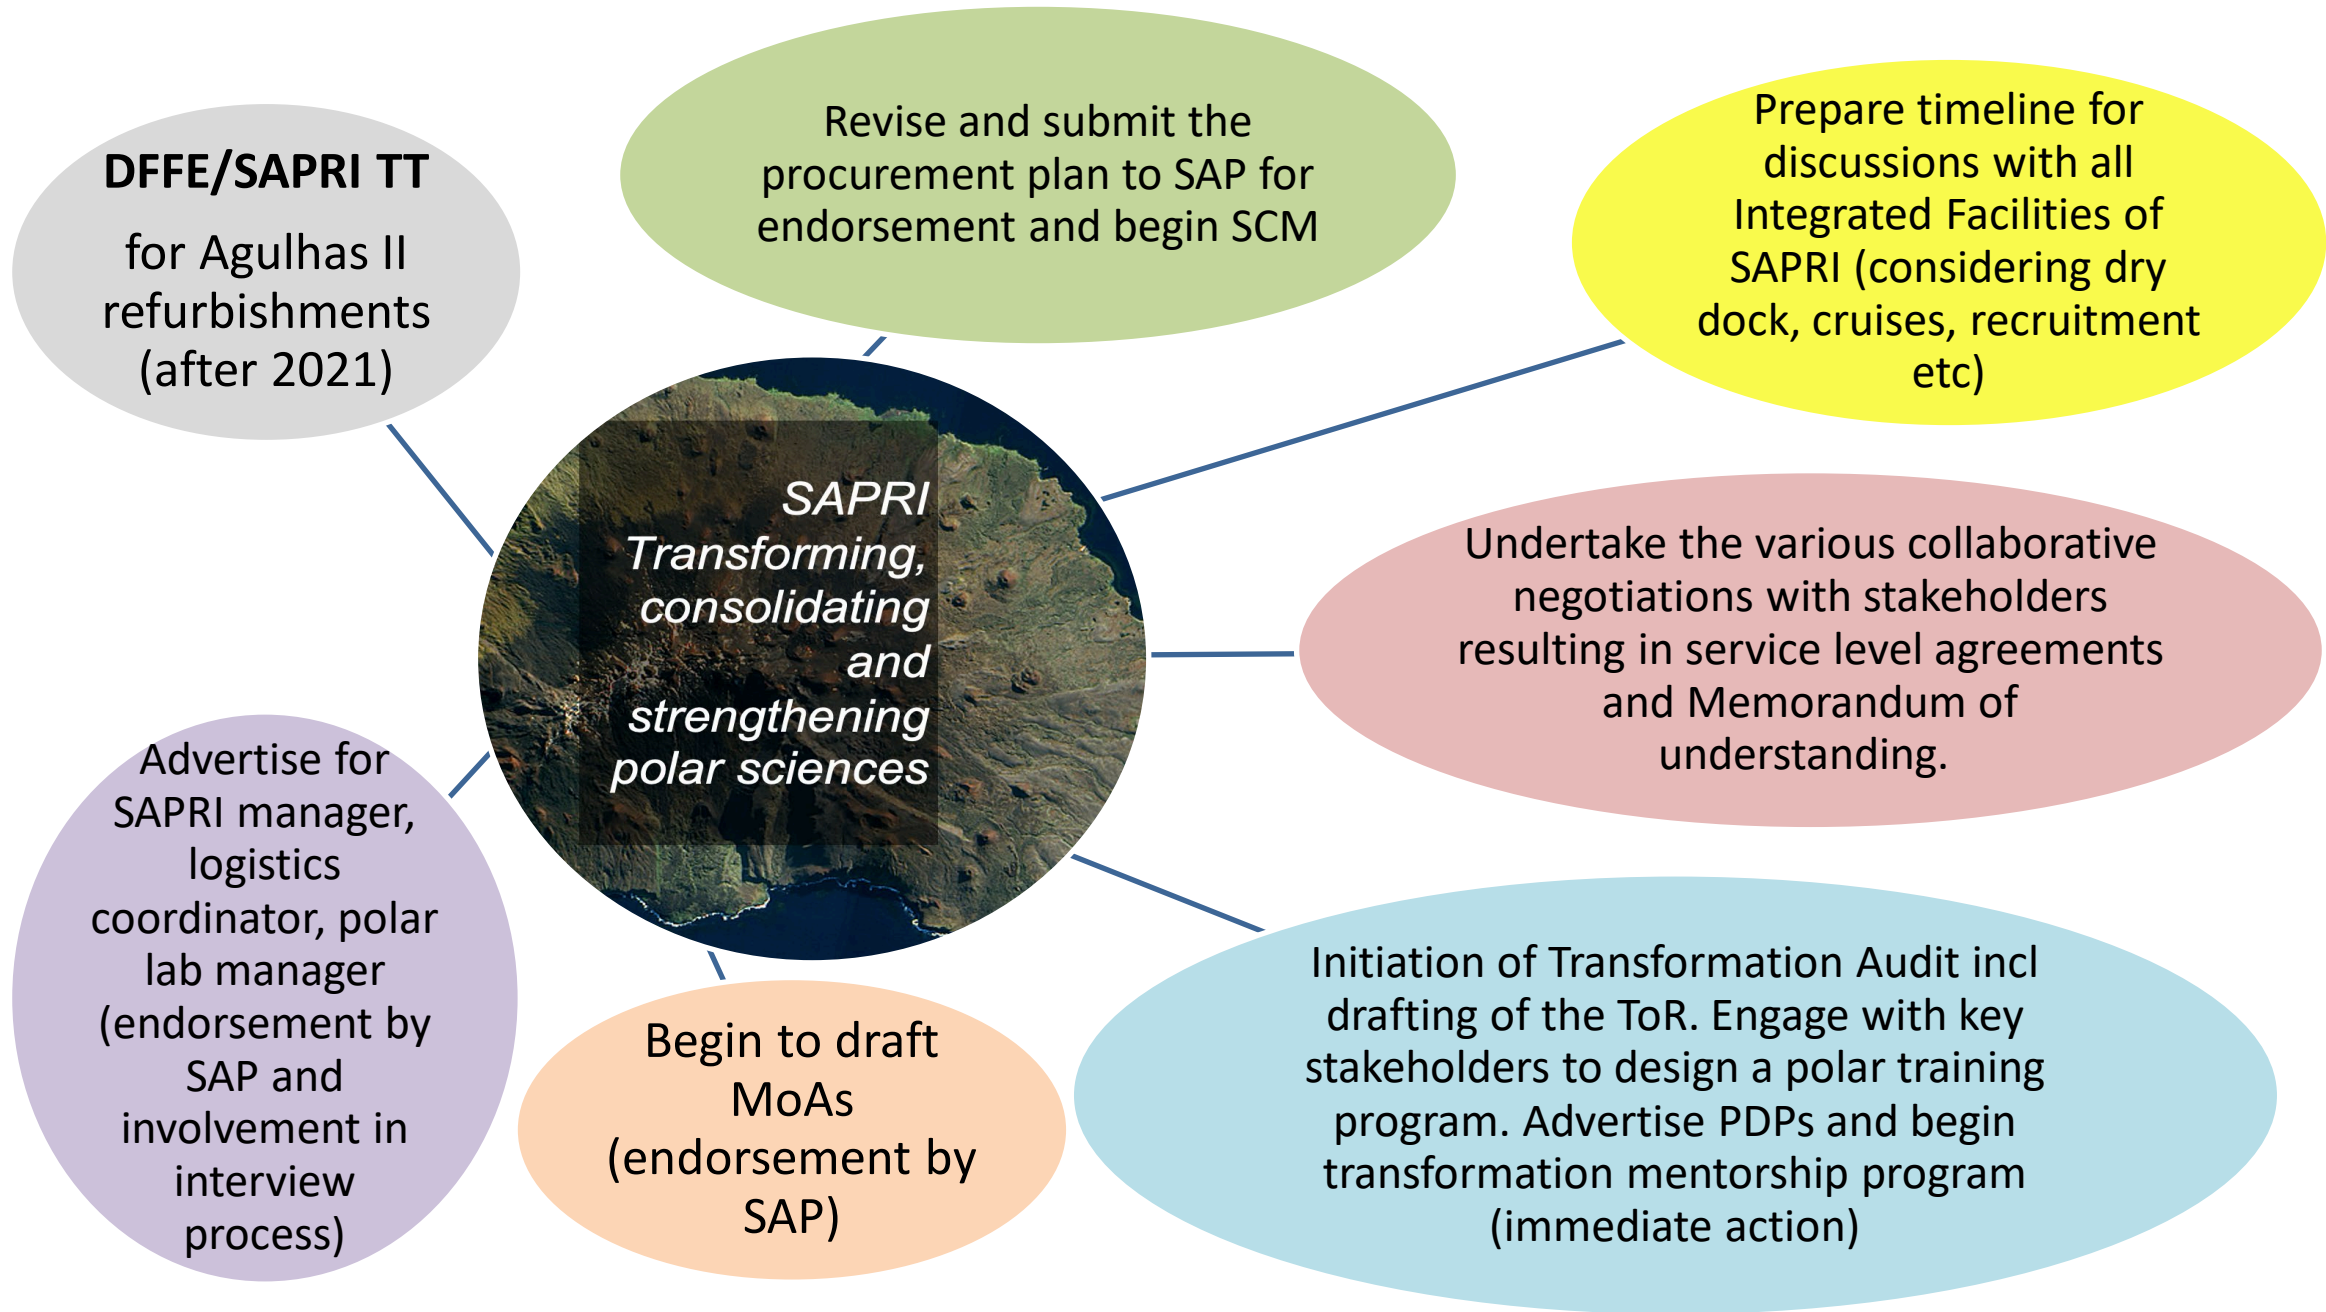 DFFE/SAPRI TT
for Agulhas II
refurbishments
(after 2021)
Revise and submit the
procurement plan to SAP for
endorsement and begin SCM
Prepare timeline for
discussions with all
Integrated Facilities of
SAPRI (considering dry
dock, cruises, recruitment
etc)
SAPRI
Transforming,
consolidating
and
strengthening
polar sciences
Undertake the various collaborative
negotiations with stakeholders
resulting in service level agreements
and Memorandum of
understanding.
Advertise for
SAPRI manager,
logistics
coordinator, polar
lab manager
(endorsement by
SAP and
involvement in
interview
process)
Begin to draft
MoAs
(endorsement by
SAP)
Initiation of Transformation Audit incl
drafting of the ToR. Engage with key
stakeholders to design a polar training
program. Advertise PDPs and begin
transformation mentorship program
(immediate action)